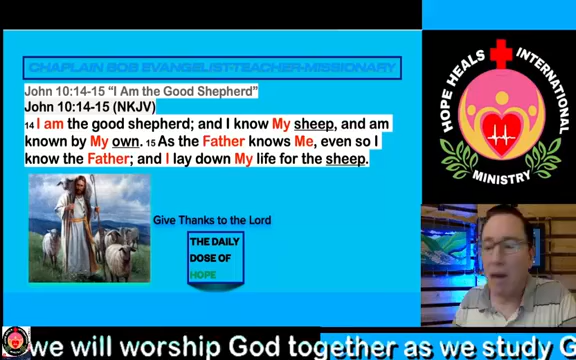 CHAPLAIN BOB EVANGELIST-TEACHER-MISSIONARY
John 10:14-15 “I Am the Good Shepherd”
John 10:14-15 (NKJV)
14 I am the good shepherd; and I know My sheep, and am
known by My own. 15 As the Father knows Me, even so I
know the Father; and I lay down My life for the sheep.
Give Thanks to the Lord
THE DAILY
DOSE OF
HOPE
HOPE HEALS INTERNATIONAL
MINISTRY
we will worship God together as we study G